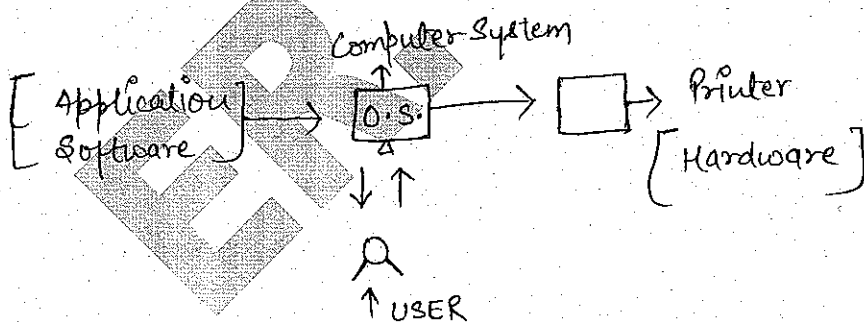 Computer System
[ Application
Software ]
O.S.
Printer
[ Hardware ]
USER